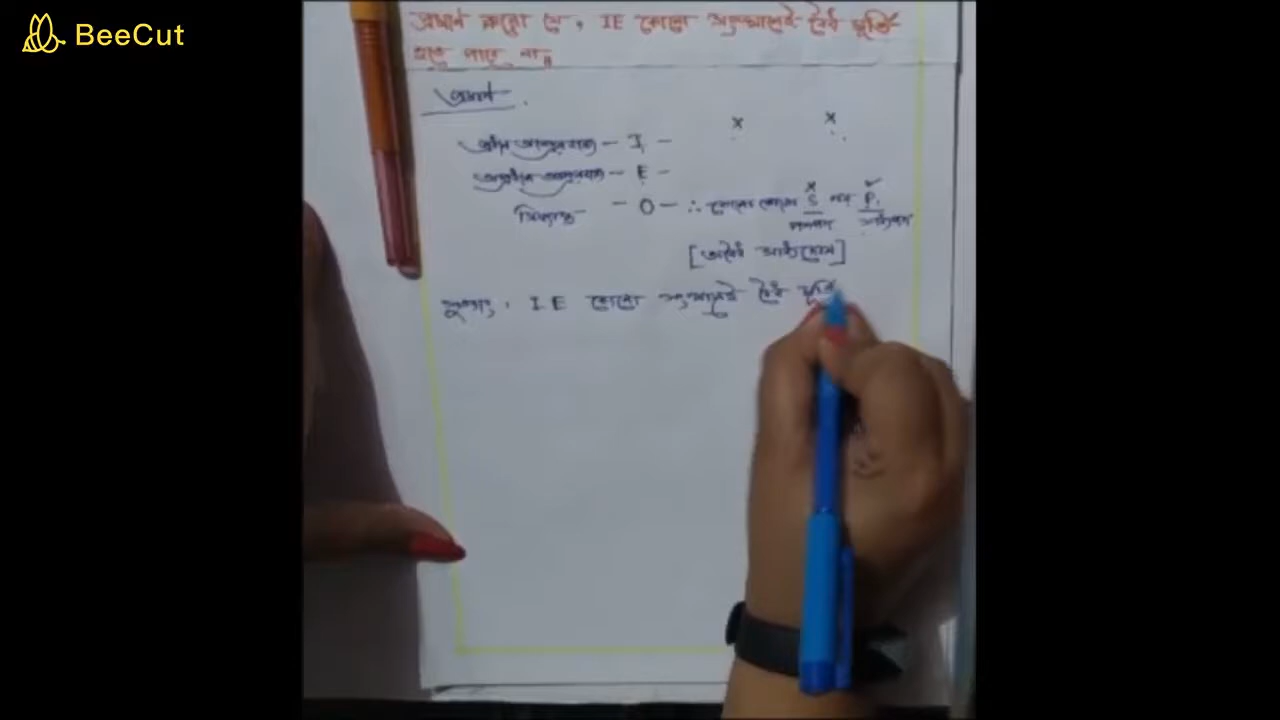 BeeCut
প্রমাণ করো যে, IE কোনো সংস্থানেই বৈধ মূর্তি
হতে পারে না॥
প্রমাণ
প্রধান আশ্রয়বাক্য — I —
অপ্রধান আশ্রয়বাক্য — E —
সিদ্ধান্ত — O — ∴ কোনো কোনো S নয় P।
[অবৈধ সাধ্যদোষ]
সুতরাং, IE কোনো সংস্থানেই বৈধ মূর্তি